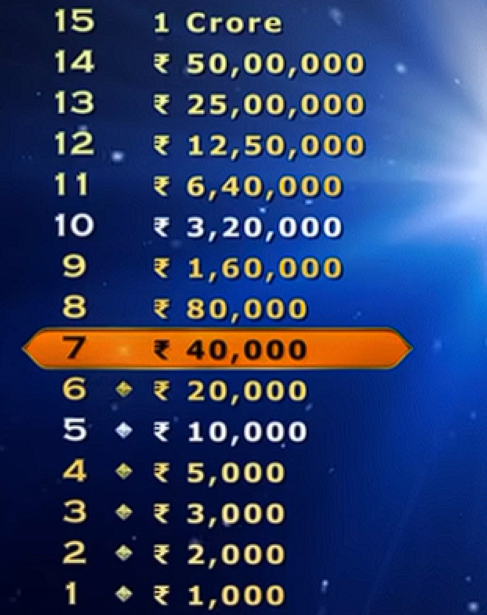 15 1 Crore
14 ₹ 50,00,000
13 ₹ 25,00,000
12 ₹ 12,50,000
11 ₹ 6,40,000
10 ₹ 3,20,000
9 ₹ 1,60,000
8 ₹ 80,000
7 ₹ 40,000
6 ₹ 20,000
5 ₹ 10,000
4 ₹ 5,000
3 ₹ 3,000
2 ₹ 2,000
1 ₹ 1,000